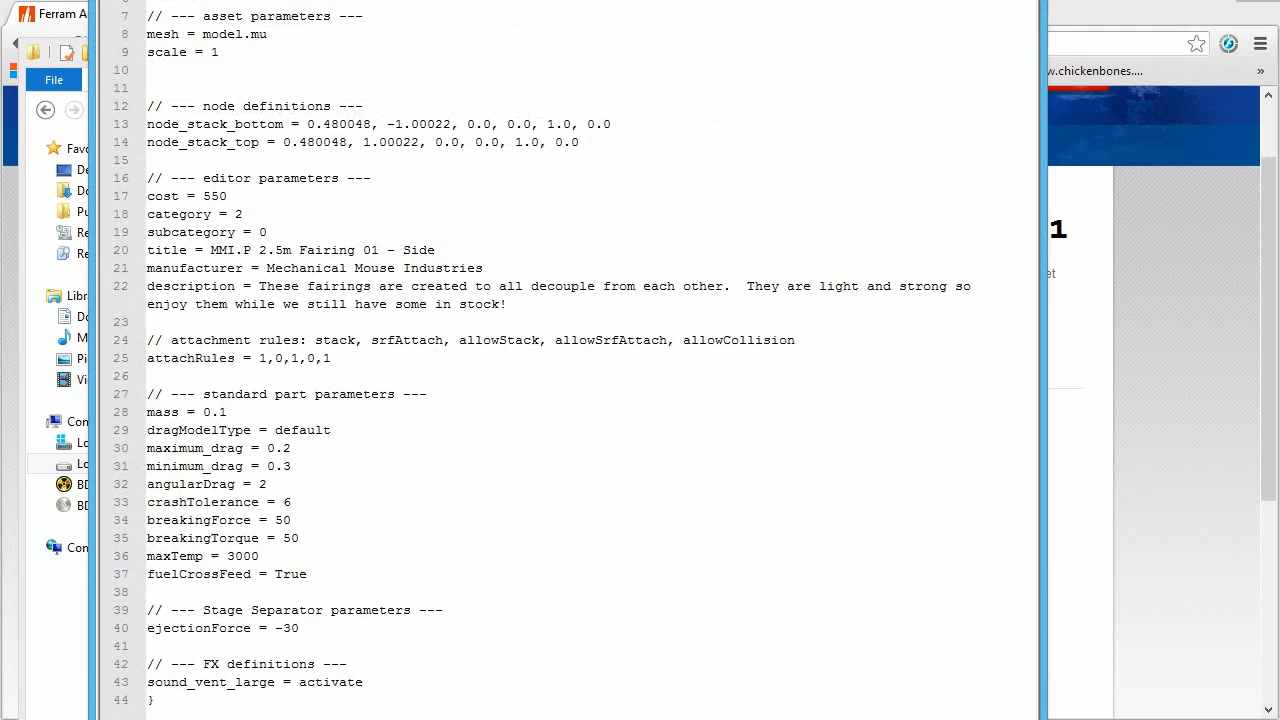 Ferram A
7 // --- asset parameters ---
8 mesh = model.mu
9 scale = 1
10
11
12 // --- node definitions ---
13 node_stack_bottom = 0.480048, -1.00022, 0.0, 0.0, 1.0, 0.0
14 node_stack_top = 0.480048, 1.00022, 0.0, 0.0, 1.0, 0.0
15
16 // --- editor parameters ---
17 cost = 550
18 category = 2
19 subcategory = 0
20 title = MMI.P 2.5m Fairing 01 - Side
21 manufacturer = Mechanical Mouse Industries
22 description = These fairings are created to all decouple from each other.  They are light and strong so
enjoy them while we still have some in stock!
23
24 // attachment rules: stack, srfAttach, allowStack, allowSrfAttach, allowCollision
25 attachRules = 1,0,1,0,1
26
27 // --- standard part parameters ---
28 mass = 0.1
29 dragModelType = default
30 maximum_drag = 0.2
31 minimum_drag = 0.3
32 angularDrag = 2
33 crashTolerance = 6
34 breakingForce = 50
35 breakingTorque = 50
36 maxTemp = 3000
37 fuelCrossFeed = True
38
39 // --- Stage Separator parameters ---
40 ejectionForce = -30
41
42 // --- FX definitions ---
43 sound_vent_large = activate
44 }
File
Favo
De
Do
Pu
Re
Re
Libra
Do
M
Pic
Vi
Com
Lo
Lo
BD
BD
Con
w.chickenbones....
»
1
et